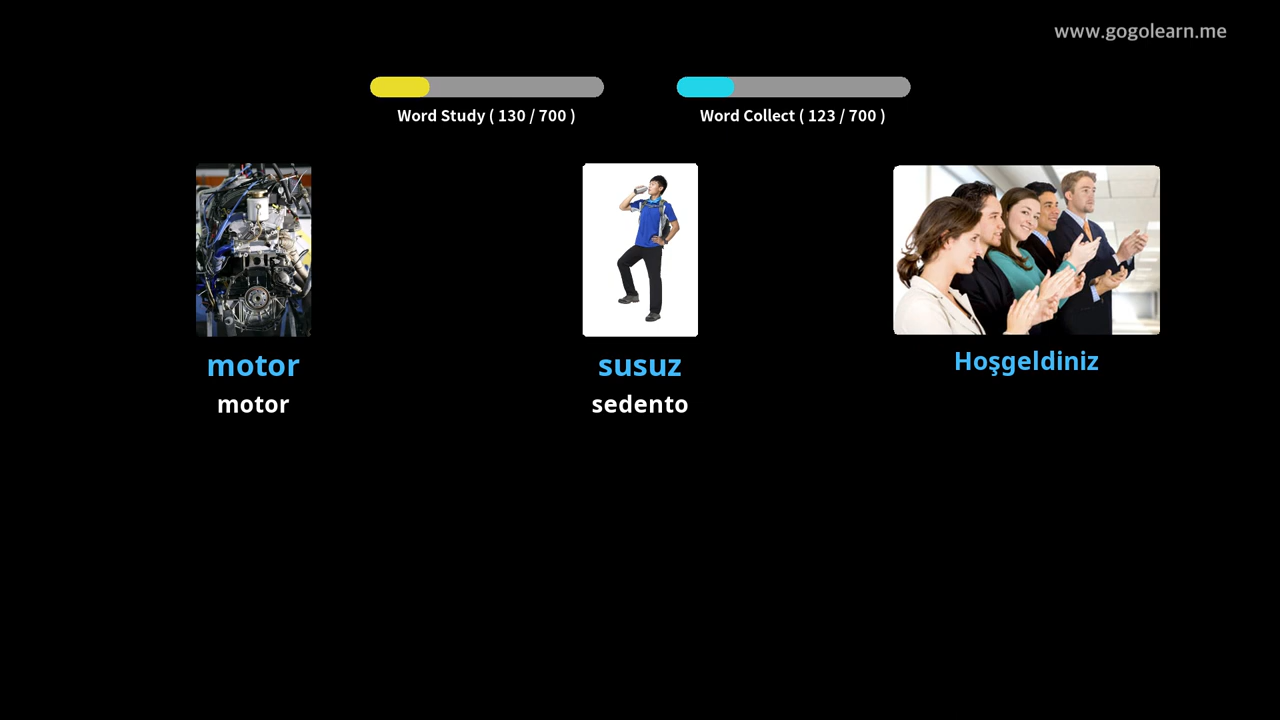 www.gogolearn.me
Word Study ( 130 / 700 )
Word Collect ( 123 / 700 )
motor
motor
susuz
sedento
Hoşgeldiniz